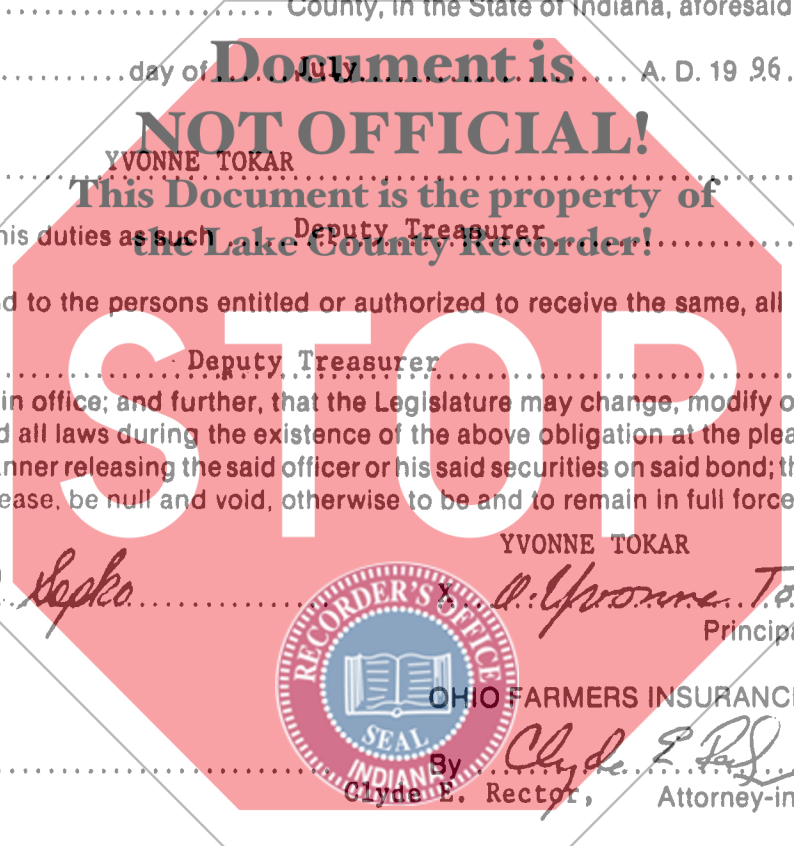 County, in the State of Indiana, aforesaid
day of July A. D. 19 96.
Document is
NOT OFFICIAL!
YVONNE TOKAR
This Document is the property of
his duties as such Deputy Treasurer
the Lake County Recorder!
d to the persons entitled or authorized to receive the same, all
Deputy Treasurer
in office; and further, that the Legislature may change, modify o
d all laws during the existence of the above obligation at the plea
nner releasing the said officer or his said securities on said bond; th
ease, be null and void, otherwise to be and to remain in full force
STOP
YVONNE TOKAR
X Yvonne To
Princip
RECORDER'S OFFICE
SEAL
INDIANA
OHIO FARMERS INSURANC
By Clyde E
Clyde E. Rector, Attorney-in